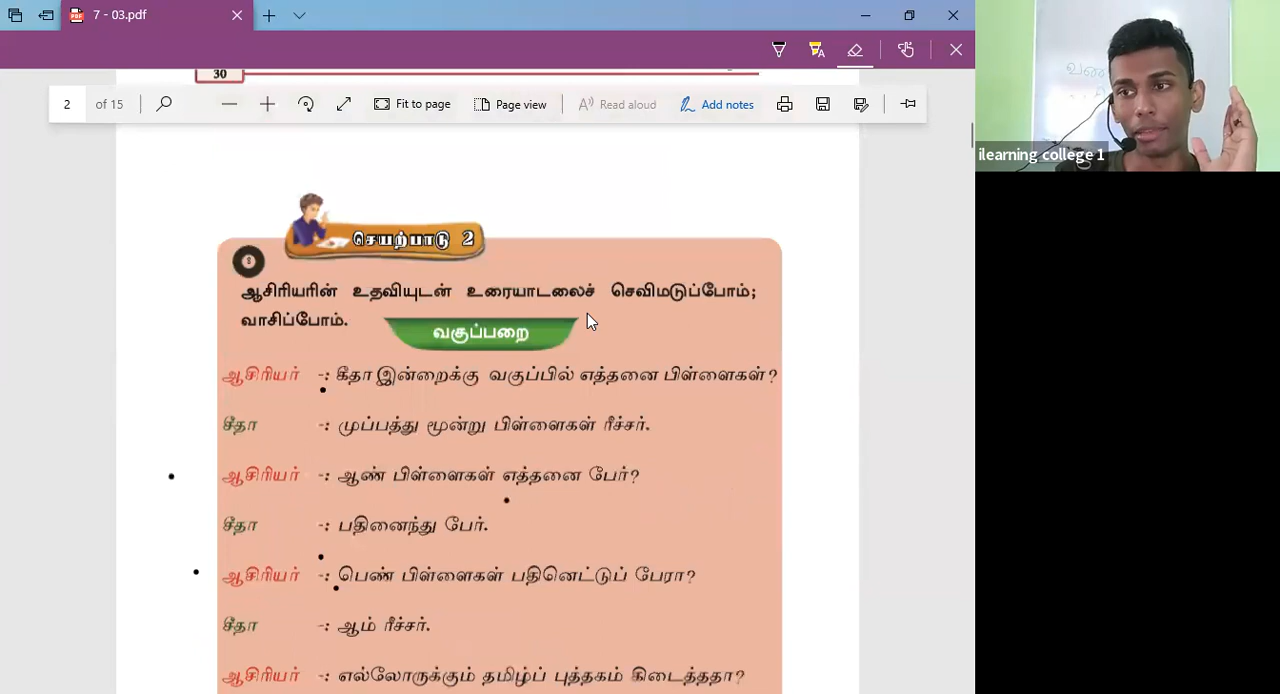 7 - 03.pdf
30
2 of 15 Fit to page Page view Read aloud Add notes
ilearning college 1
செயற்பாடு 2
ஆசிரியரின் உதவியுடன் உரையாடலைச் செவிமடுப்போம்;
வாசிப்போம்.
வகுப்பறை
ஆசிரியர் -: கீதா இன்றைக்கு வகுப்பில் எத்தனை பிள்ளைகள்?
சீதா -: முப்பத்து மூன்று பிள்ளைகள் ரீச்சர்.
ஆசிரியர் -: ஆண் பிள்ளைகள் எத்தனை பேர்?
சீதா -: பதினைந்து பேர்.
ஆசிரியர் -: பெண் பிள்ளைகள் பதினெட்டுப் பேரா?
சீதா -: ஆம் ரீச்சர்.
ஆசிரியர் -: எல்லோருக்கும் தமிழ்ப் புத்தகம் கிடைத்ததா?